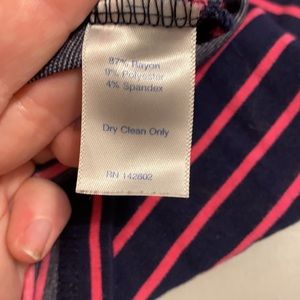 87% Rayon
9% Polyester
4% Spandex
Dry Clean Only
RN 142602